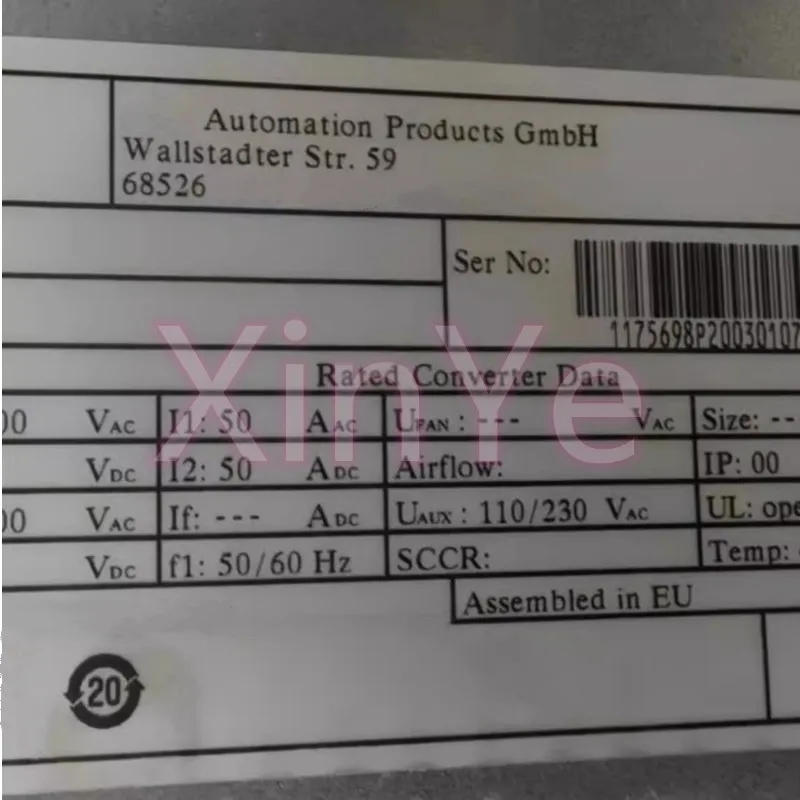 Automation Products GmbH
Wallstadter Str. 59
68526
Ser No:
1175698P20030107
Rated Converter Data
00 VAC I1: 50 AAC UFAN : --- VAC Size: --
VDC I2: 50 ADC Airflow: IP: 00
00 VAC If: --- ADC UAUX : 110/230 VAC UL: ope
VDC f1: 50/60 Hz SCCR: Temp:
Assembled in EU
20
XinYe